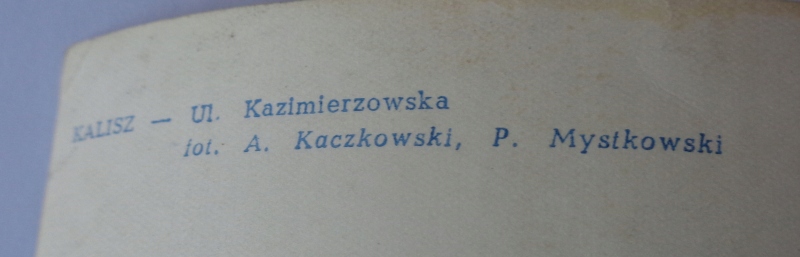 KALISZ — Ul. Kazimierzowska
fot. A. Kaczkowski, P. Mystkowski